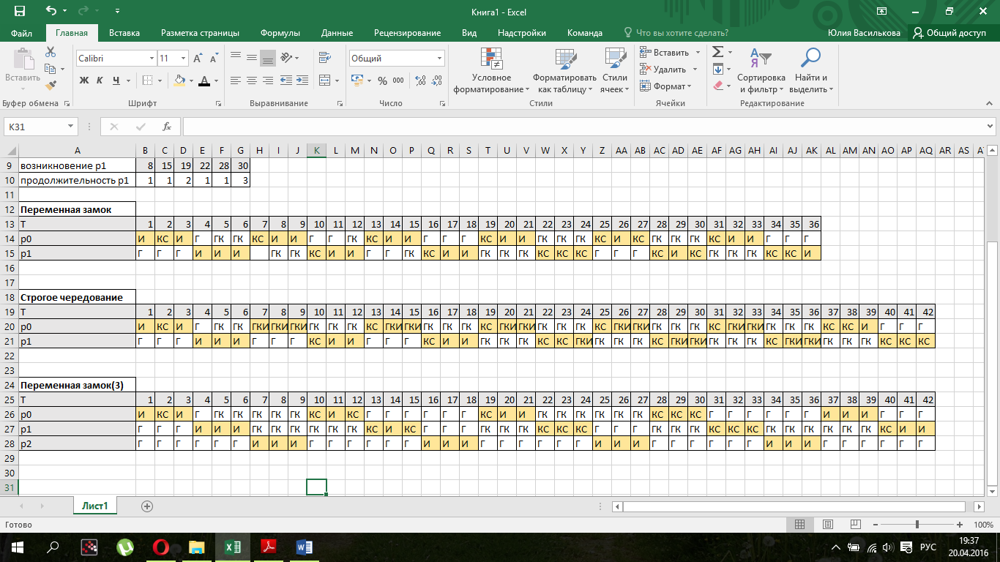 Книга1 - Excel
Файл Главная Вставка Разметка страницы Формулы Данные Рецензирование Вид Надстройки Команда Что вы хотите сделать? Юлия Василькова Общий доступ
Вставить
Calibri 11
Ж К Ч
Общий
% 000
Условное форматирование
Форматировать как таблицу
Стили ячеек
Вставить
Удалить
Формат
Сортировка и фильтр
Найти и выделить
Буфер обмена Шрифт Выравнивание Число Стили Ячейки Редактирование
K31 fx
A B C D E F G H I J K L M N O P Q R S T U V W X Y Z AA AB AC AD AE AF AG AH AI AJ AK AL AM AN AO AP AQ AR AS
9 возникновение p1 8 15 19 22 28 30
10 продолжительность p1 1 1 2 1 1 3
11
12 Переменная замок
13 T 1 2 3 4 5 6 7 8 9 10 11 12 13 14 15 16 17 18 19 20 21 22 23 24 25 26 27 28 29 30 31 32 33 34 35 36
14 p0 И КС И Г ГК ГК КС И И Г Г ГК КС И И Г Г Г КС И И ГК ГК ГК КС И КС ГК ГК ГК КС И И Г Г Г
15 p1 Г Г Г И И И ГК ГК КС И И Г Г ГК КС И И ГК ГК ГК КС КС КС Г Г Г КС И КС ГК ГК ГК КС КС И
16
17
18 Строгое чередование
19 T 1 2 3 4 5 6 7 8 9 10 11 12 13 14 15 16 17 18 19 20 21 22 23 24 25 26 27 28 29 30 31 32 33 34 35 36 37 38 39 40 41 42
20 p0 И КС И Г ГК ГК ГКИ ГКИ ГКИ ГК ГК ГК КС ГКИ ГКИ ГК ГК ГК КС ГКИ ГКИ ГК ГК ГК КС ГКИ ГКИ ГК ГК ГК КС ГКИ ГКИ ГК ГК ГК КС КС И Г Г Г
21 p1 Г Г Г И И И Г Г Г КС И И Г Г Г КС И И ГК ГК ГК КС КС ГКИ ГК ГК ГК КС ГКИ ГКИ ГК ГК ГК КС ГКИ ГКИ ГК ГК ГК КС КС КС
22
23
24 Переменная замок(3)
25 T 1 2 3 4 5 6 7 8 9 10 11 12 13 14 15 16 17 18 19 20 21 22 23 24 25 26 27 28 29 30 31 32 33 34 35 36 37 38 39 40 41 42
26 p0 И КС И Г ГК ГК ГК ГК ГК КС И КС Г Г Г Г Г Г КС И И ГК ГК ГК ГК ГК ГК КС КС КС Г Г Г Г Г Г И И И Г Г Г
27 p1 Г Г Г И И И ГК ГК ГК ГК ГК ГК КС И КС Г Г Г ГК ГК ГК КС КС КС Г Г Г ГК ГК ГК КС КС КС ГК ГК ГК ГК ГК ГК КС И И
28 p2 Г Г Г Г Г Г И И И Г Г Г Г Г Г И И И Г Г Г Г Г Г И И И Г Г Г Г Г Г И И И Г Г Г Г Г Г
29
30
31
Лист1
Готово 100%
РУС 19:37
20.04.2016